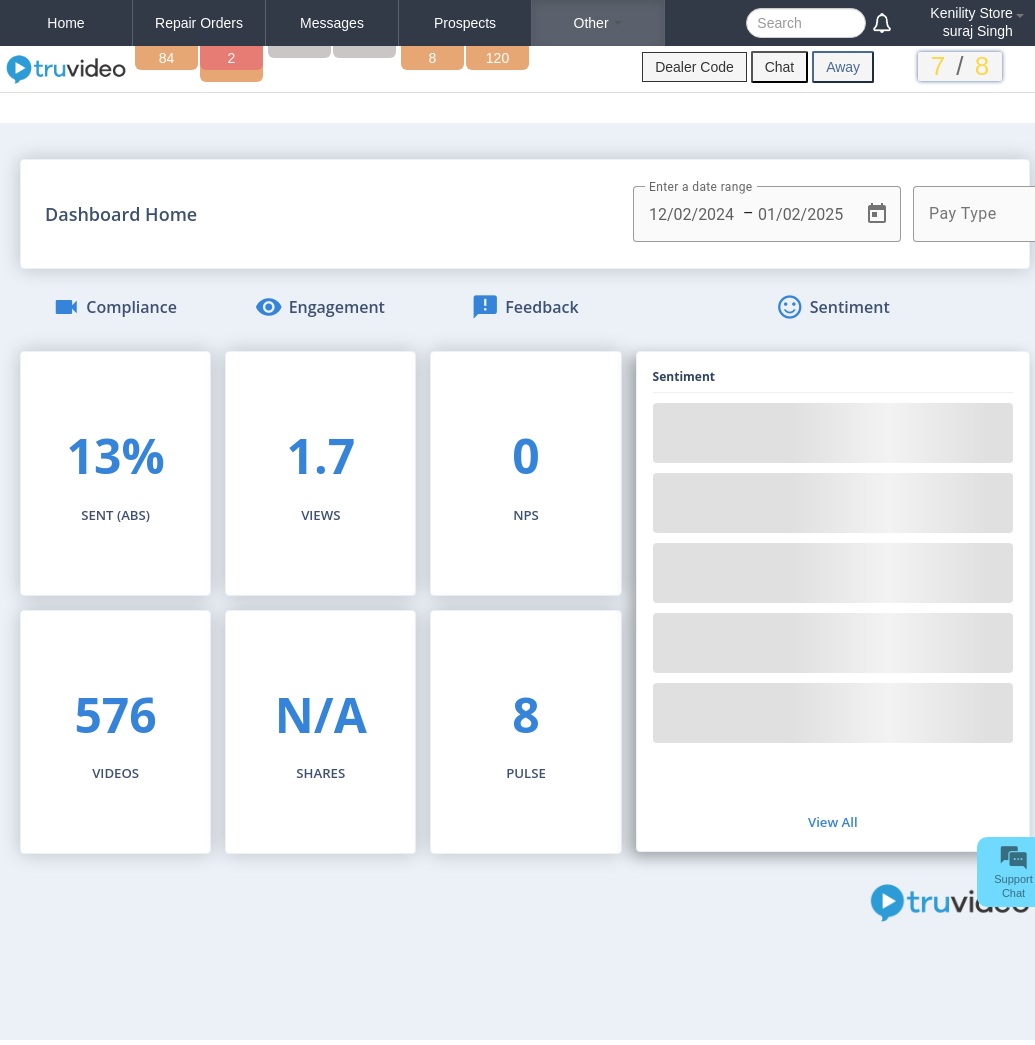 Home
Repair Orders
Messages
Prospects
Other
Search
Kenility Store
suraj Singh
truvideo
84
2
8
120
Dealer Code
Chat
Away
7 / 8
Dashboard Home
Enter a date range
12/02/2024 – 01/02/2025
Pay Type
Compliance
Engagement
Feedback
Sentiment
13%
SENT (ABS)
1.7
VIEWS
0
NPS
Sentiment
576
VIDEOS
N/A
SHARES
8
PULSE
View All
Support
Chat
truvideo